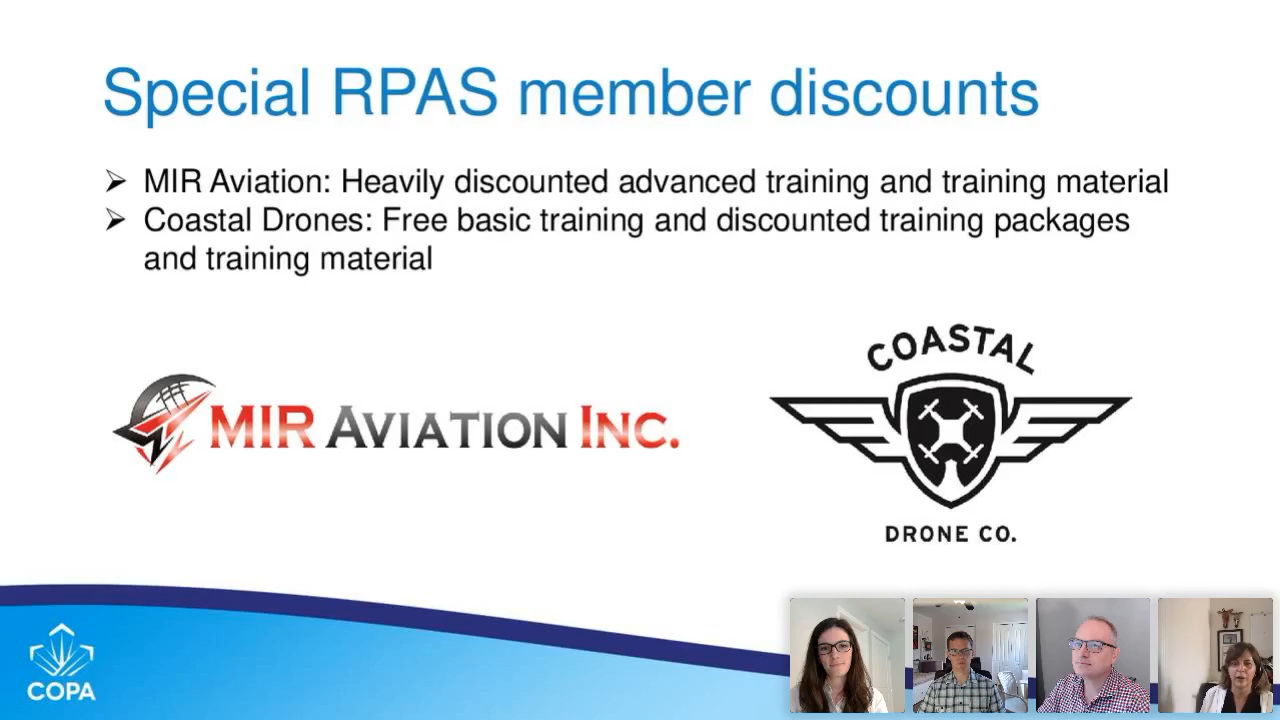 Special RPAS member discounts
➢ MIR Aviation: Heavily discounted advanced training and training material
➢ Coastal Drones: Free basic training and discounted training packages
and training material
MIR AVIATION INC.
COASTAL
DRONE CO.
COPA